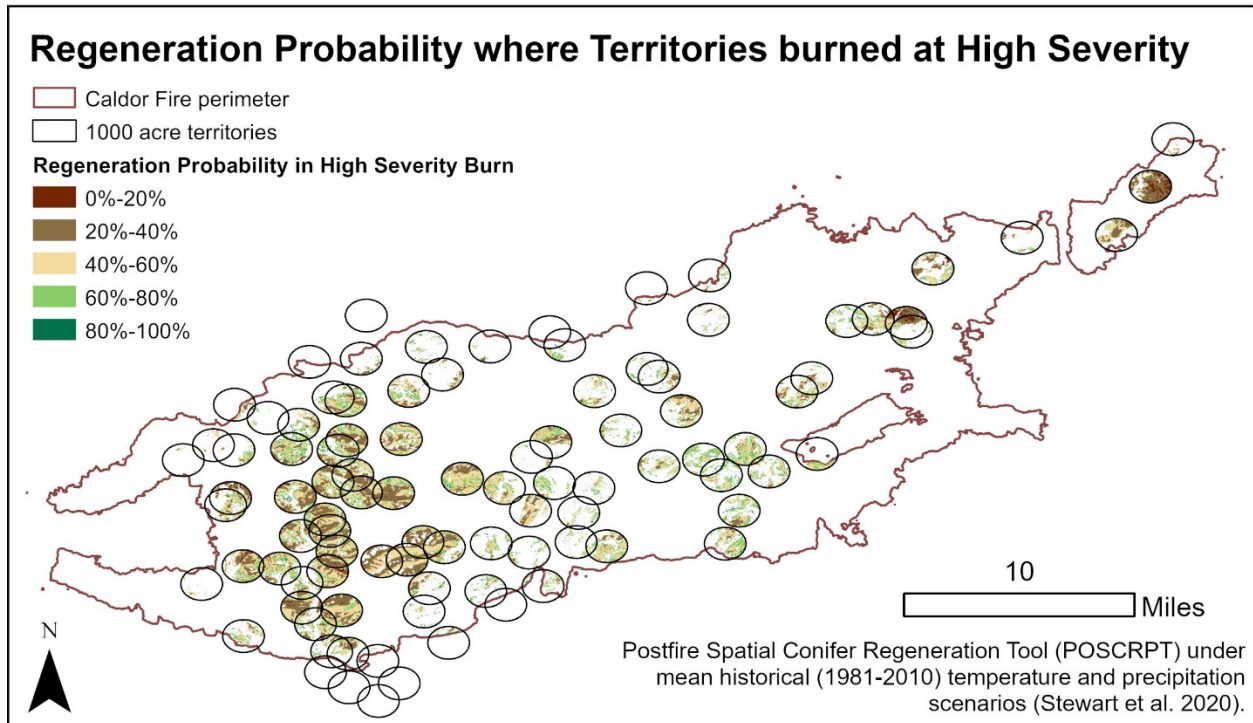 Regeneration Probability where Territories burned at High Severity
Caldor Fire perimeter
1000 acre territories
Regeneration Probability in High Severity Burn
0%-20%
20%-40%
40%-60%
60%-80%
80%-100%
10
Miles
N
Postfire Spatial Conifer Regeneration Tool (POSCRPT) under
mean historical (1981-2010) temperature and precipitation
scenarios (Stewart et al. 2020).